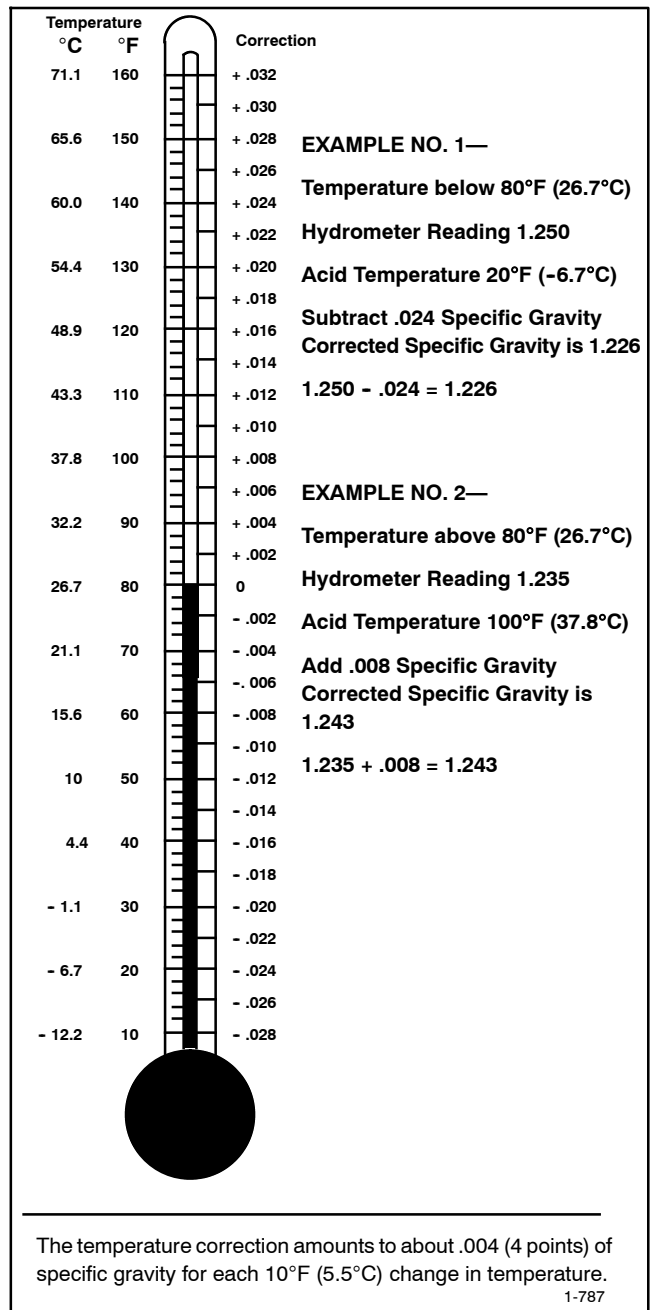 Temperature
°C °F Correction
71.1 160 + .032
+ .030
65.6 150 + .028
+ .026
60.0 140 + .024
+ .022
54.4 130 + .020
+ .018
48.9 120 + .016
+ .014
43.3 110 + .012
+ .010
37.8 100 + .008
+ .006
32.2 90 + .004
+ .002
26.7 80 0
- .002
21.1 70 - .004
-. 006
15.6 60 - .008
- .010
10 50 - .012
- .014
4.4 40 - .016
- .018
- 1.1 30 - .020
- .022
- 6.7 20 - .024
- .026
- 12.2 10 - .028
EXAMPLE NO. 1—
Temperature below 80°F (26.7°C)
Hydrometer Reading 1.250
Acid Temperature 20°F (-6.7°C)
Subtract .024 Specific Gravity
Corrected Specific Gravity is 1.226
1.250 - .024 = 1.226
EXAMPLE NO. 2—
Temperature above 80°F (26.7°C)
Hydrometer Reading 1.235
Acid Temperature 100°F (37.8°C)
Add .008 Specific Gravity
Corrected Specific Gravity is
1.243
1.235 + .008 = 1.243
The temperature correction amounts to about .004 (4 points) of
specific gravity for each 10°F (5.5°C) change in temperature.
1-787